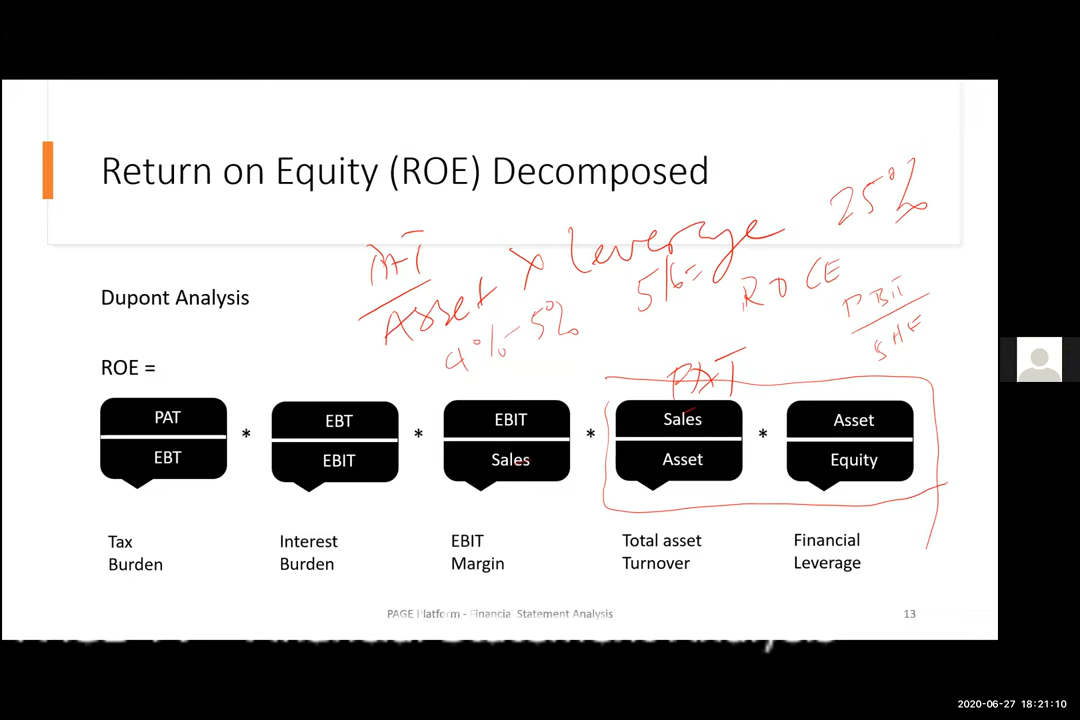 Return on Equity (ROE) Decomposed
25%
PAT
Asset X Leverage
4% - 5%
5/6 =
ROCE
PBIT
SHF
Dupont Analysis
ROE =
PAT
PAT * EBT * EBIT * Sales * Asset
EBT EBIT Sales Asset Equity
Tax Interest EBIT Total asset Financial
Burden Burden Margin Turnover Leverage
PAGE Platform - Financial Statement Analysis
13
2020-06-27 18:21:10